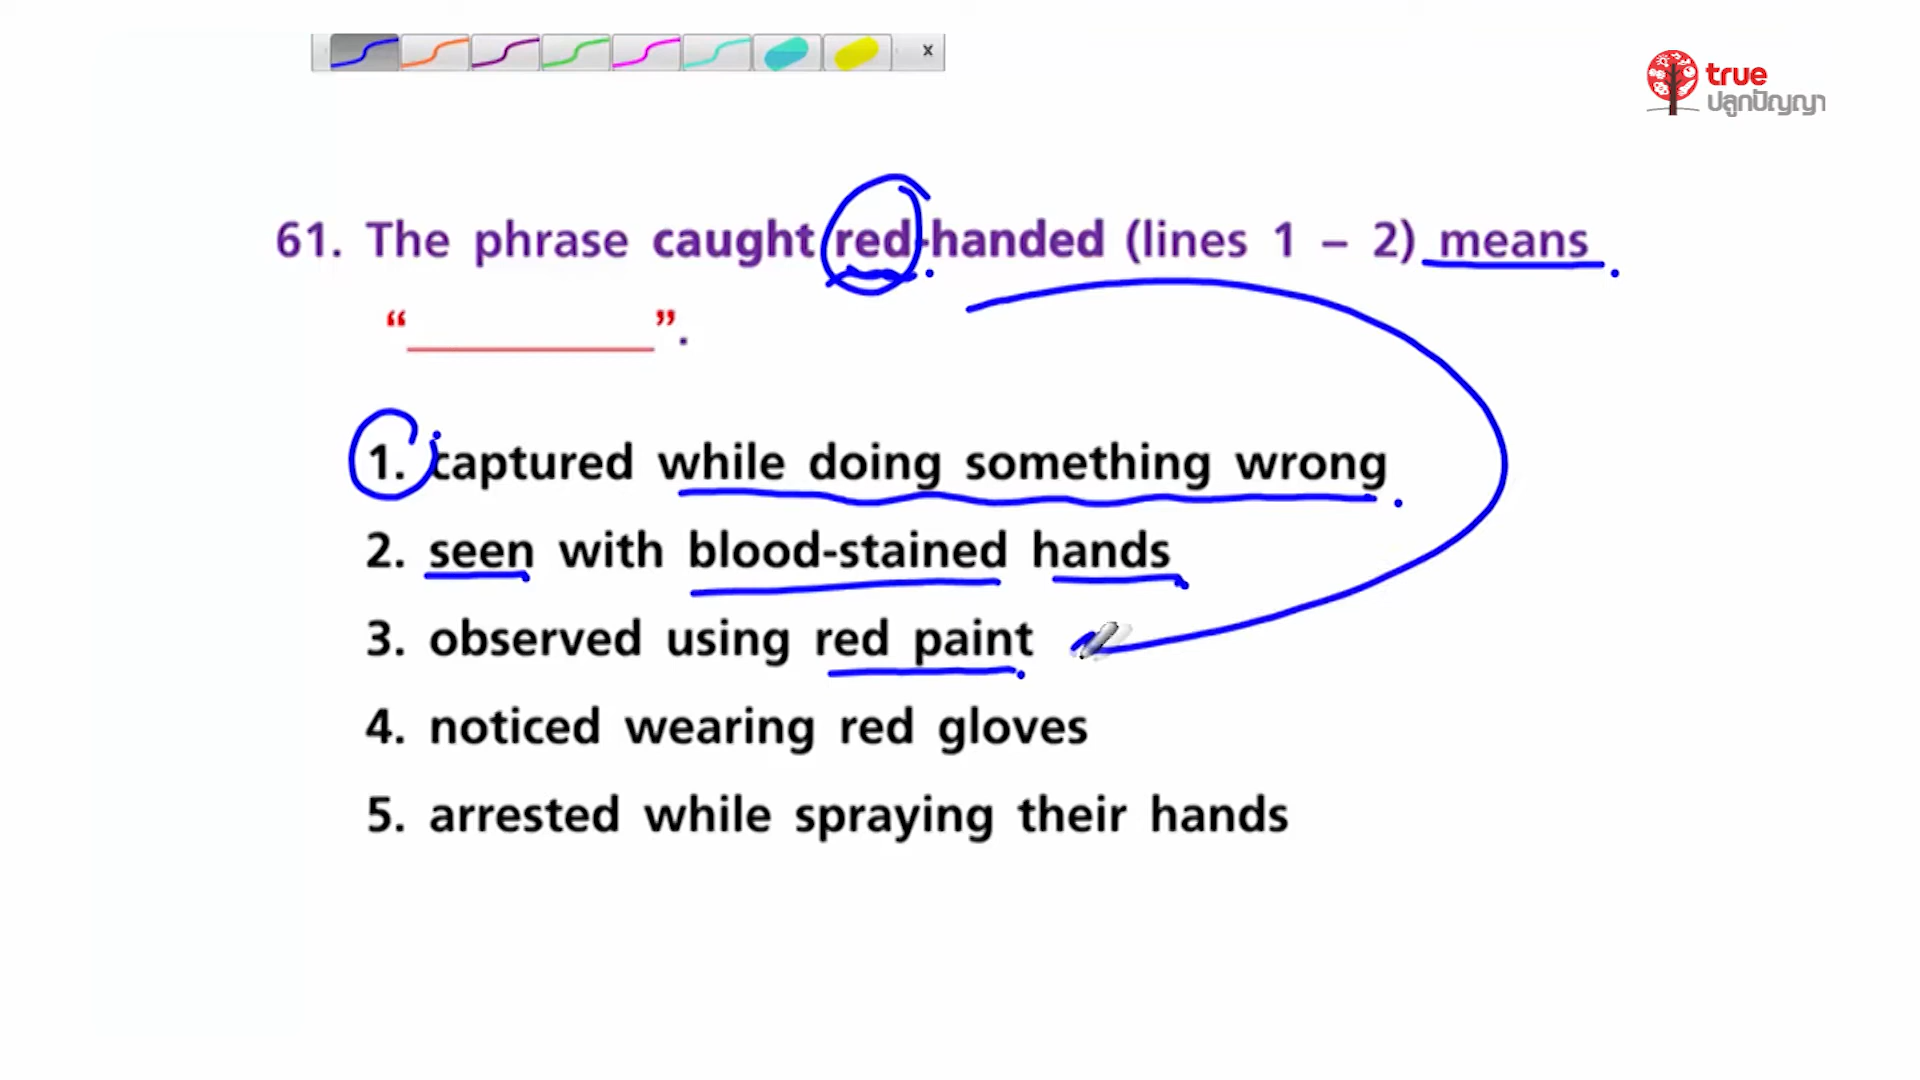 x
true
ปลูกปัญญา
61. The phrase caught red-handed (lines 1 – 2) means
“__________”.
1. captured while doing something wrong
2. seen with blood-stained hands
3. observed using red paint
4. noticed wearing red gloves
5. arrested while spraying their hands